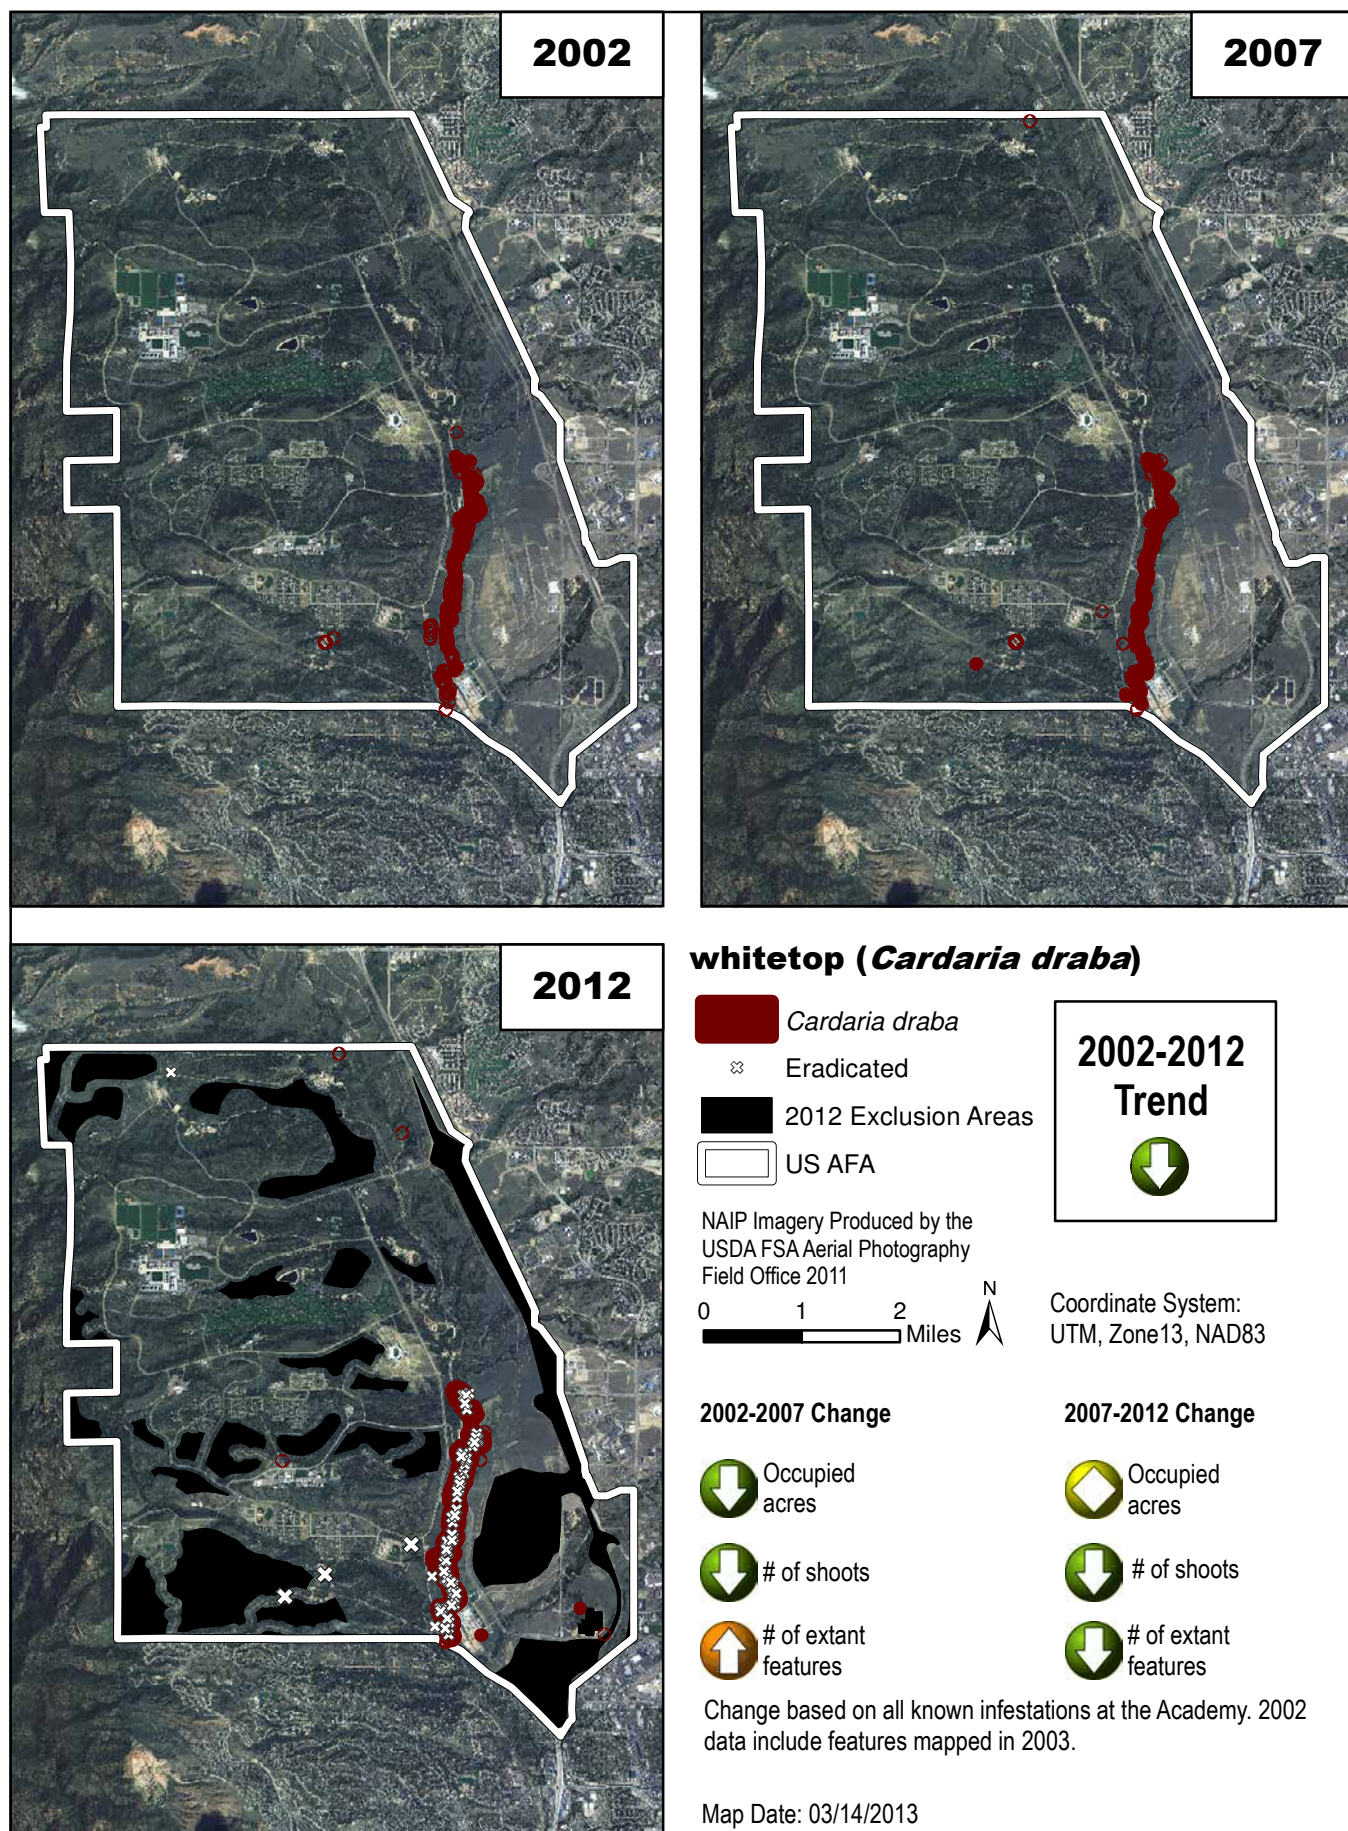 2002
2007
2012
whitetop (Cardaria draba)
Cardaria draba
Eradicated
2012 Exclusion Areas
US AFA
2002-2012
Trend
NAIP Imagery Produced by the
USDA FSA Aerial Photography
Field Office 2011
N
0 1 2
Miles
Coordinate System:
UTM, Zone13, NAD83
2002-2007 Change
Occupied
acres
# of shoots
# of extant
features
2007-2012 Change
Occupied
acres
# of shoots
# of extant
features
Change based on all known infestations at the Academy. 2002
data include features mapped in 2003.
Map Date: 03/14/2013